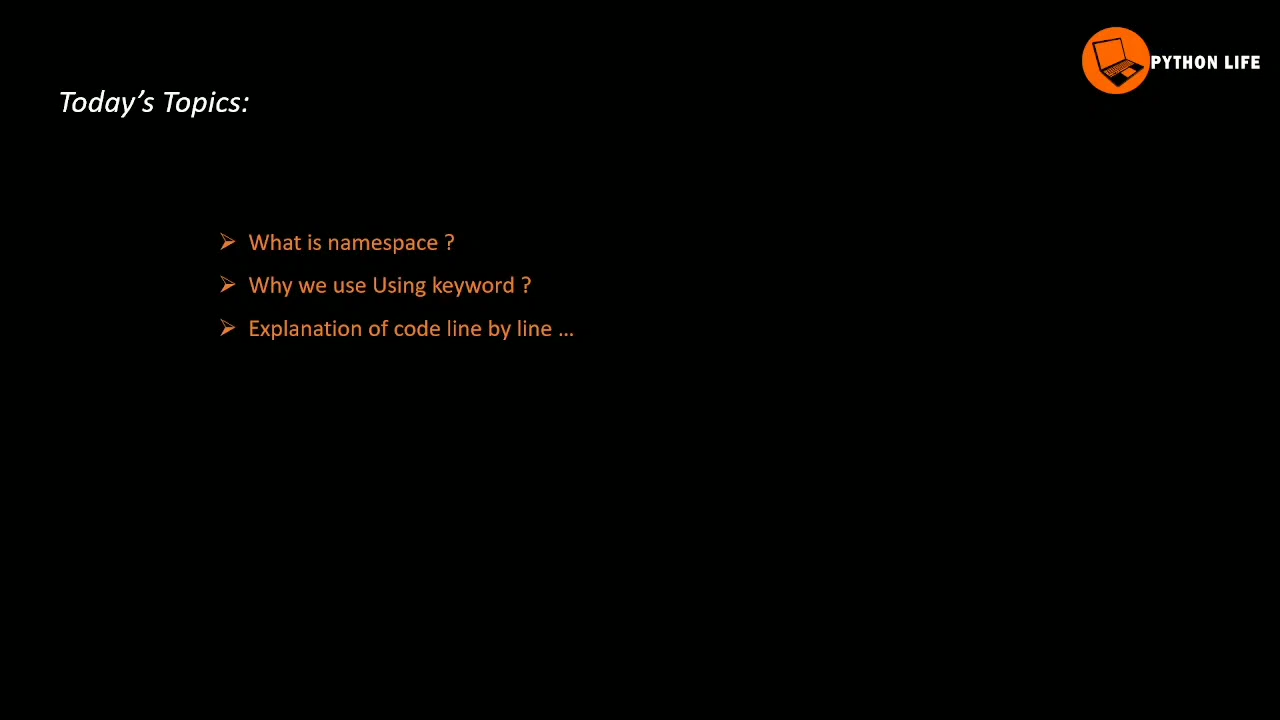 PYTHON LIFE
Today’s Topics:
➢ What is namespace ?
➢ Why we use Using keyword ?
➢ Explanation of code line by line ...